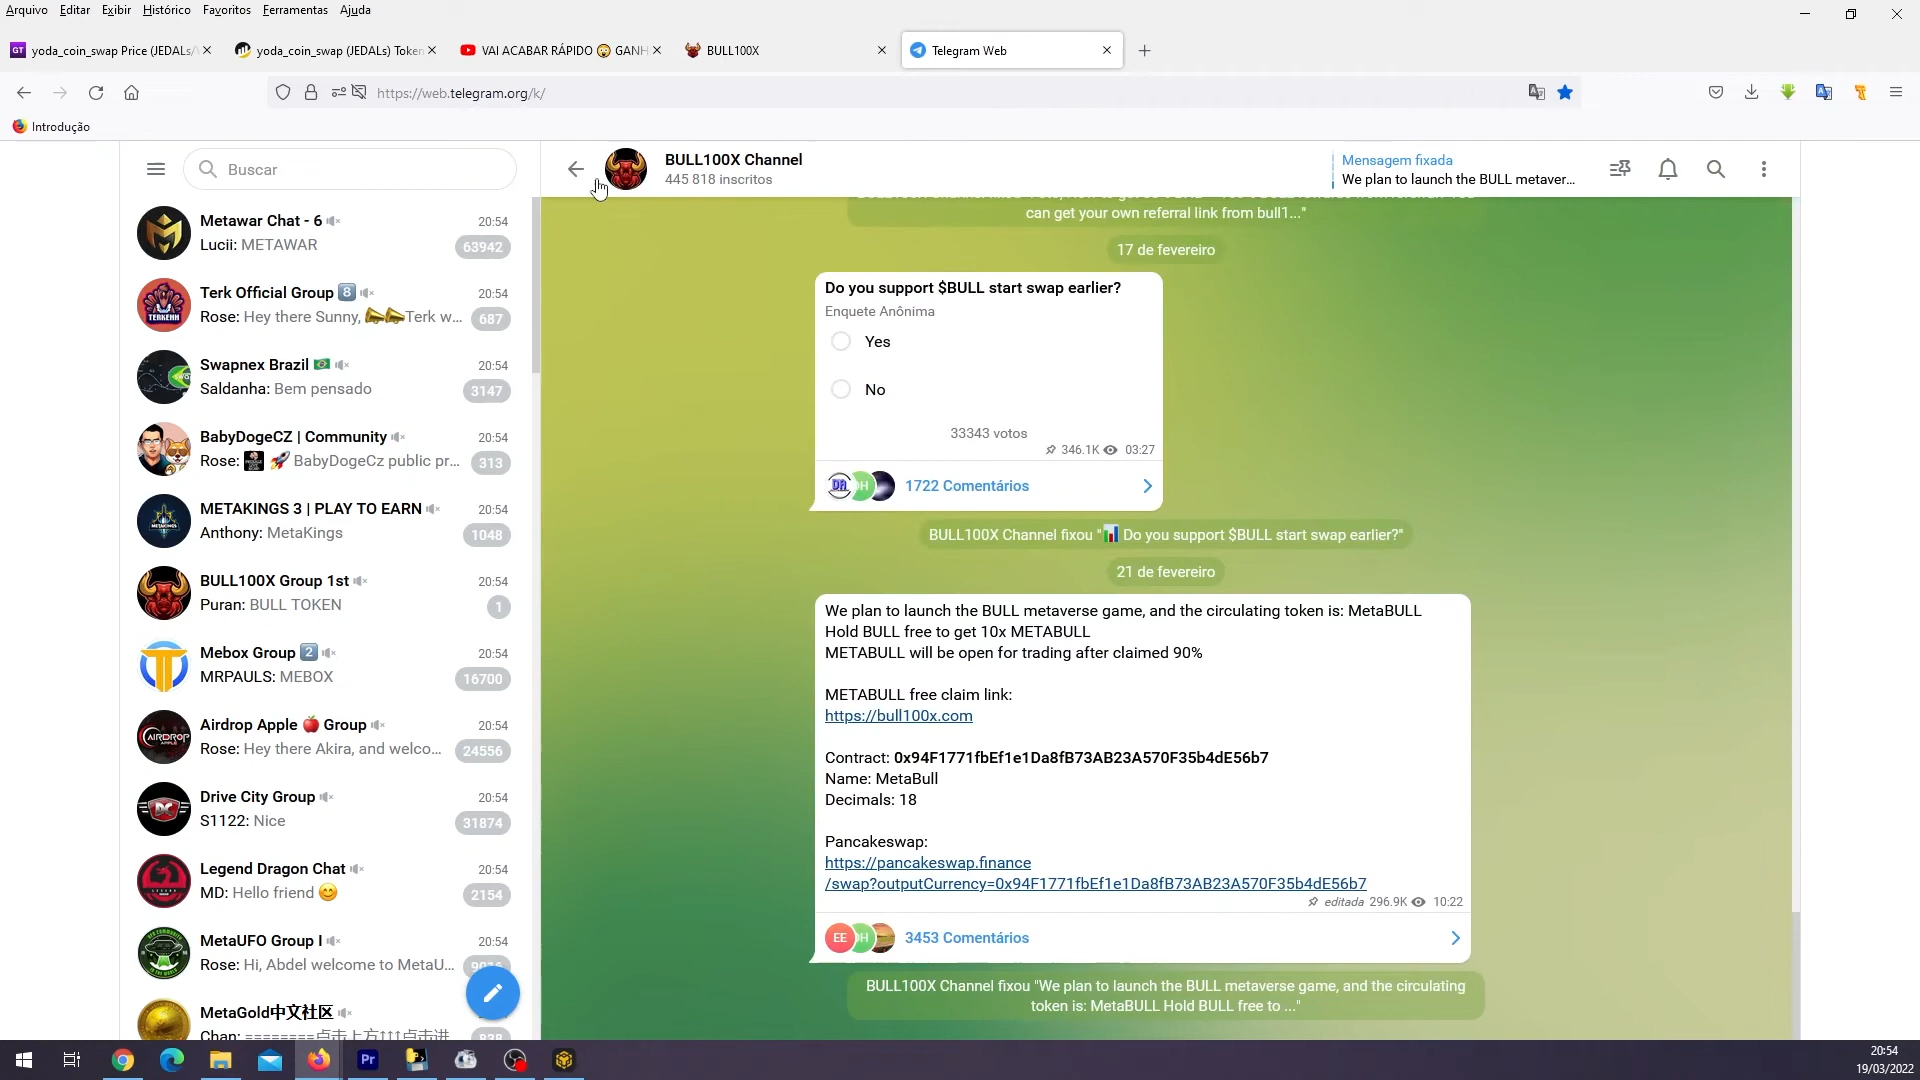 Arquivo Editar Exibir Histórico Favoritos Ferramentas Ajuda
yoda_coin_swap Price (JEDALs/
yoda_coin_swap (JEDALs) Token
VAI ACABAR RÁPIDO 😱 GANH
BULL100X
Telegram Web
https://web.telegram.org/k/
Introdução
Buscar
Metawar Chat - 6 20:54
Lucii: METAWAR 63942
Terk Official Group 8️⃣ 20:54
Rose: Hey there Sunny, 📣📣Terk w... 687
Swapnex Brazil 🇧🇷 20:54
Saldanha: Bem pensado 3147
BabyDogeCZ | Community 20:54
Rose: 🚀 BabyDogeCz public pr... 313
METAKINGS 3 | PLAY TO EARN 20:54
Anthony: MetaKings 1048
BULL100X Group 1st 20:54
Puran: BULL TOKEN 1
Mebox Group 2️⃣ 20:54
MRPAULS: MEBOX 16700
Airdrop Apple 🍎 Group 20:54
Rose: Hey there Akira, and welco... 24556
Drive City Group 20:54
S1122: Nice 31874
Legend Dragon Chat 20:54
MD: Hello friend 😊 2154
MetaUFO Group I 20:54
Rose: Hi, Abdel welcome to MetaU...
MetaGold中文社区 20:54
Chan: ========点击上方↑↑↑点击进
BULL100X Channel
445 818 inscritos
Mensagem fixada
We plan to launch the BULL metaver...
can get your own referral link from bull1..."
17 de fevereiro
Do you support $BULL start swap earlier?
Enquete Anônima
Yes
No
33343 votos
346.1K 03:27
1722 Comentários
BULL100X Channel fixou "📊 Do you support $BULL start swap earlier?"
21 de fevereiro
We plan to launch the BULL metaverse game, and the circulating token is: MetaBULL
Hold BULL free to get 10x METABULL
METABULL will be open for trading after claimed 90%
METABULL free claim link:
https://bull100x.com
Contract: 0x94F1771fbEf1e1Da8fB73AB23A570F35b4dE56b7
Name: MetaBull
Decimals: 18
Pancakeswap:
https://pancakeswap.finance
/swap?outputCurrency=0x94F1771fbEf1e1Da8fB73AB23A570F35b4dE56b7
editada 296.9K 10:22
EE DH
3453 Comentários
BULL100X Channel fixou "We plan to launch the BULL metaverse game, and the circulating
token is: MetaBULL Hold BULL free to ..."
20:54
19/03/2022